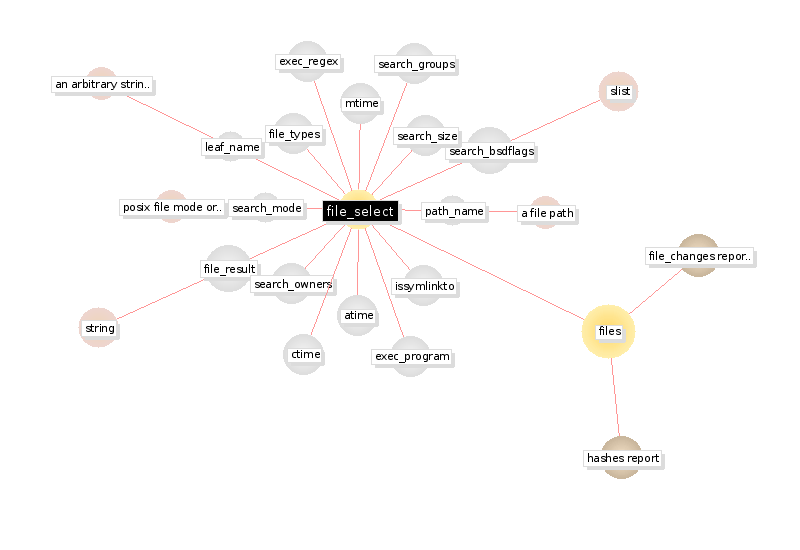 exec_regex
search_groups
an arbitrary strin..
slist
mtime
file_types
search_size
leaf_name
search_bsdflags
posix file mode or..
search_mode
file_select
path_name
a file path
file_changes repor..
file_result
search_owners
issymlinkto
atime
string
files
ctime
exec_program
hashes report